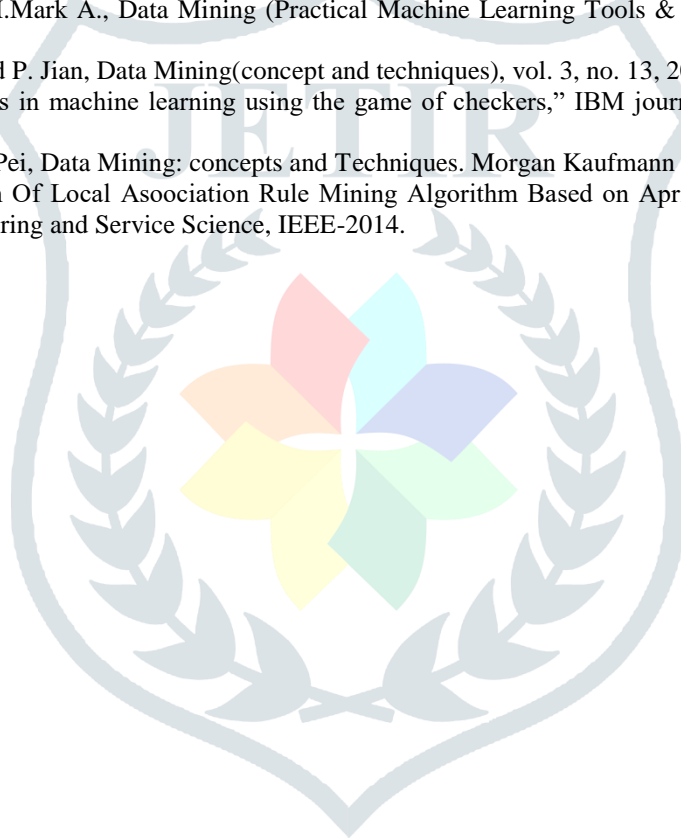 I.Mark A., Data Mining (Practical Machine Learning Tools &
d P. Jian, Data Mining(concept and techniques), vol. 3, no. 13, 20
s in machine learning using the game of checkers,” IBM journ
JETIR
Pei, Data Mining: concepts and Techniques. Morgan Kaufmann
n Of Local Asoociation Rule Mining Algorithm Based on Apr
ring and Service Science, IEEE-2014.